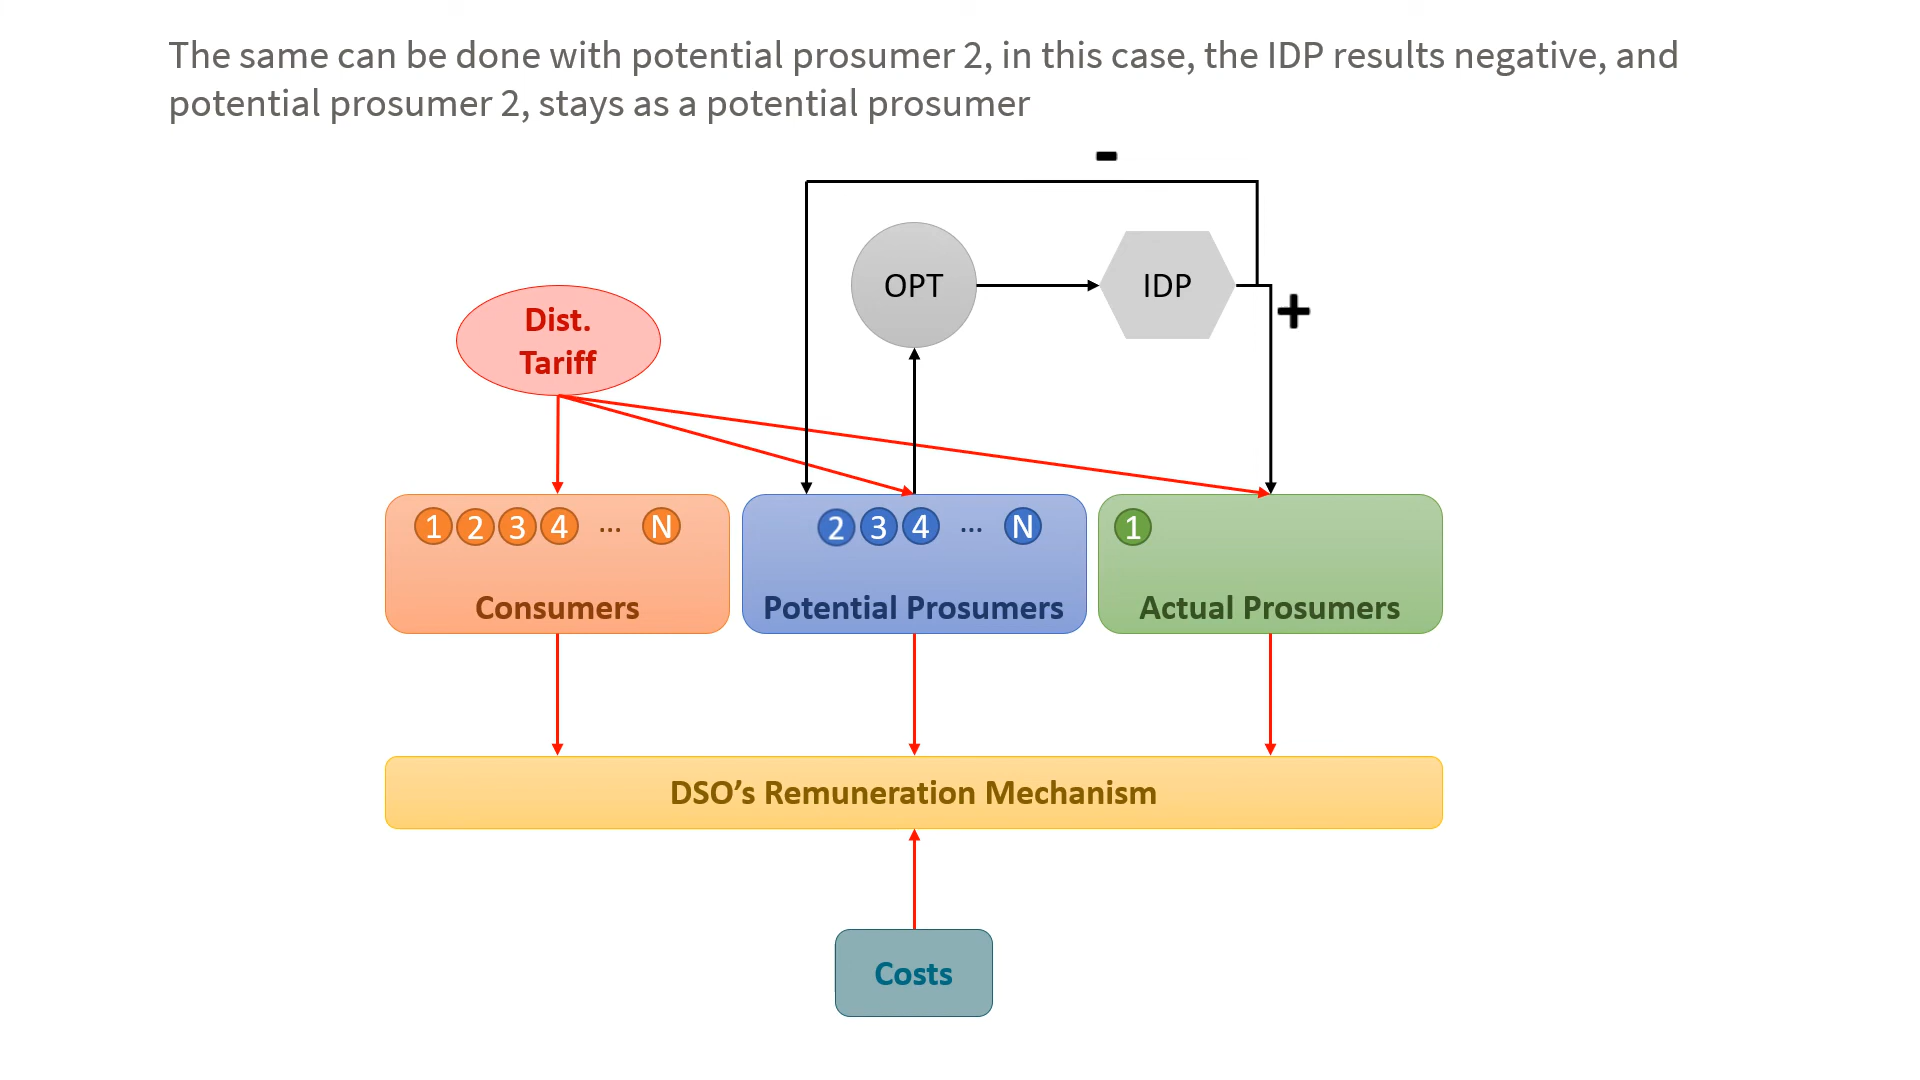 The same can be done with potential prosumer 2, in this case, the IDP results negative, and
potential prosumer 2, stays as a potential prosumer
-
OPT
IDP
+
Dist.
Tariff
1 2 3 4 ... N
2 3 4 ... N
1
Consumers
Potential Prosumers
Actual Prosumers
DSO’s Remuneration Mechanism
Costs